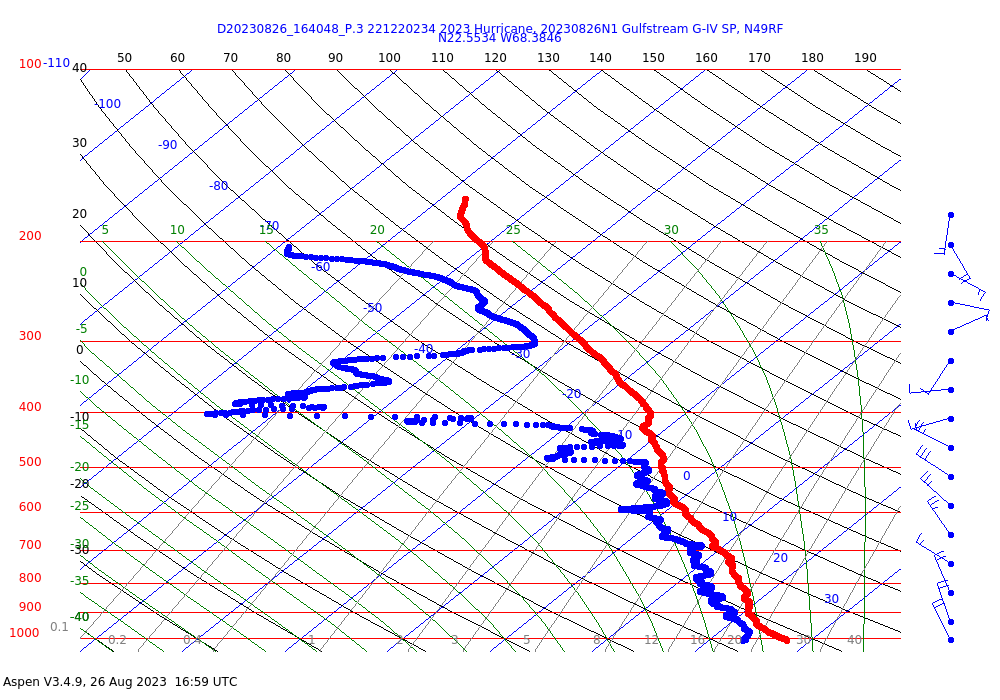 D20230826_164048_P.3 221220234 2023 Hurricane, 20230826N1 Gulfstream G-IV SP, N49RF
N22.5534 W68.3846
50 60 70 80 90 100 110 120 130 140 150 160 170 180 190
100 -110 40
-100
30 -90
-80
20 -70
200 5 10 15 20 25 30 35
-60
0
10
-50
-5
300
0 -40 -30
-10
-20
400
-10
-15 -10
500 -20
-20 0
600 -25
10
700 -30
-30 20
800 -35
900 -40 30
-40
0.1
1000 0.2 0.4 1 2 3 5 8 12 16 20 30 40
Aspen V3.4.9, 26 Aug 2023 16:59 UTC